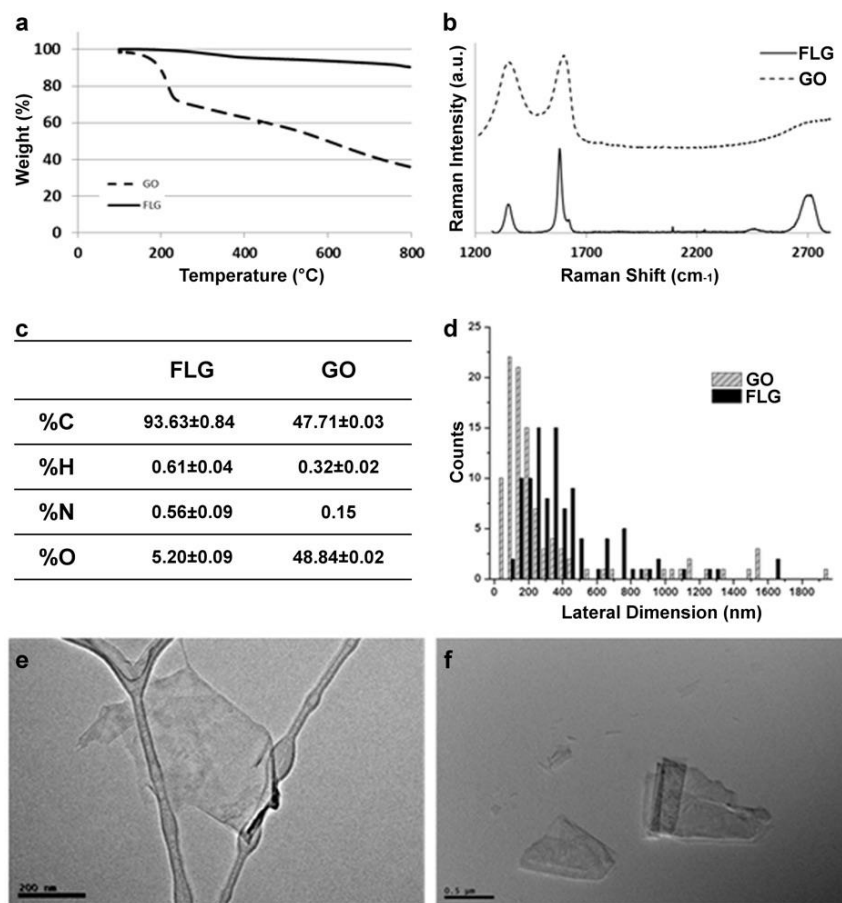 a
100
80
60
40
20
0
Weight (%)
GO
FLG
0 200 400 600 800
Temperature (°C)
b
FLG
GO
Raman Intensity (a.u.)
1200 1700 2200 2700
Raman Shift (cm-1)
c
FLG GO
%C 93.63±0.84 47.71±0.03
%H 0.61±0.04 0.32±0.02
%N 0.56±0.09 0.15
%O 5.20±0.09 48.84±0.02
d
25
20
15
10
5
0
Counts
GO
FLG
0 200 400 600 800 1000 1200 1400 1600 1800
Lateral Dimension (nm)
e
200 nm
f
0.5 µm